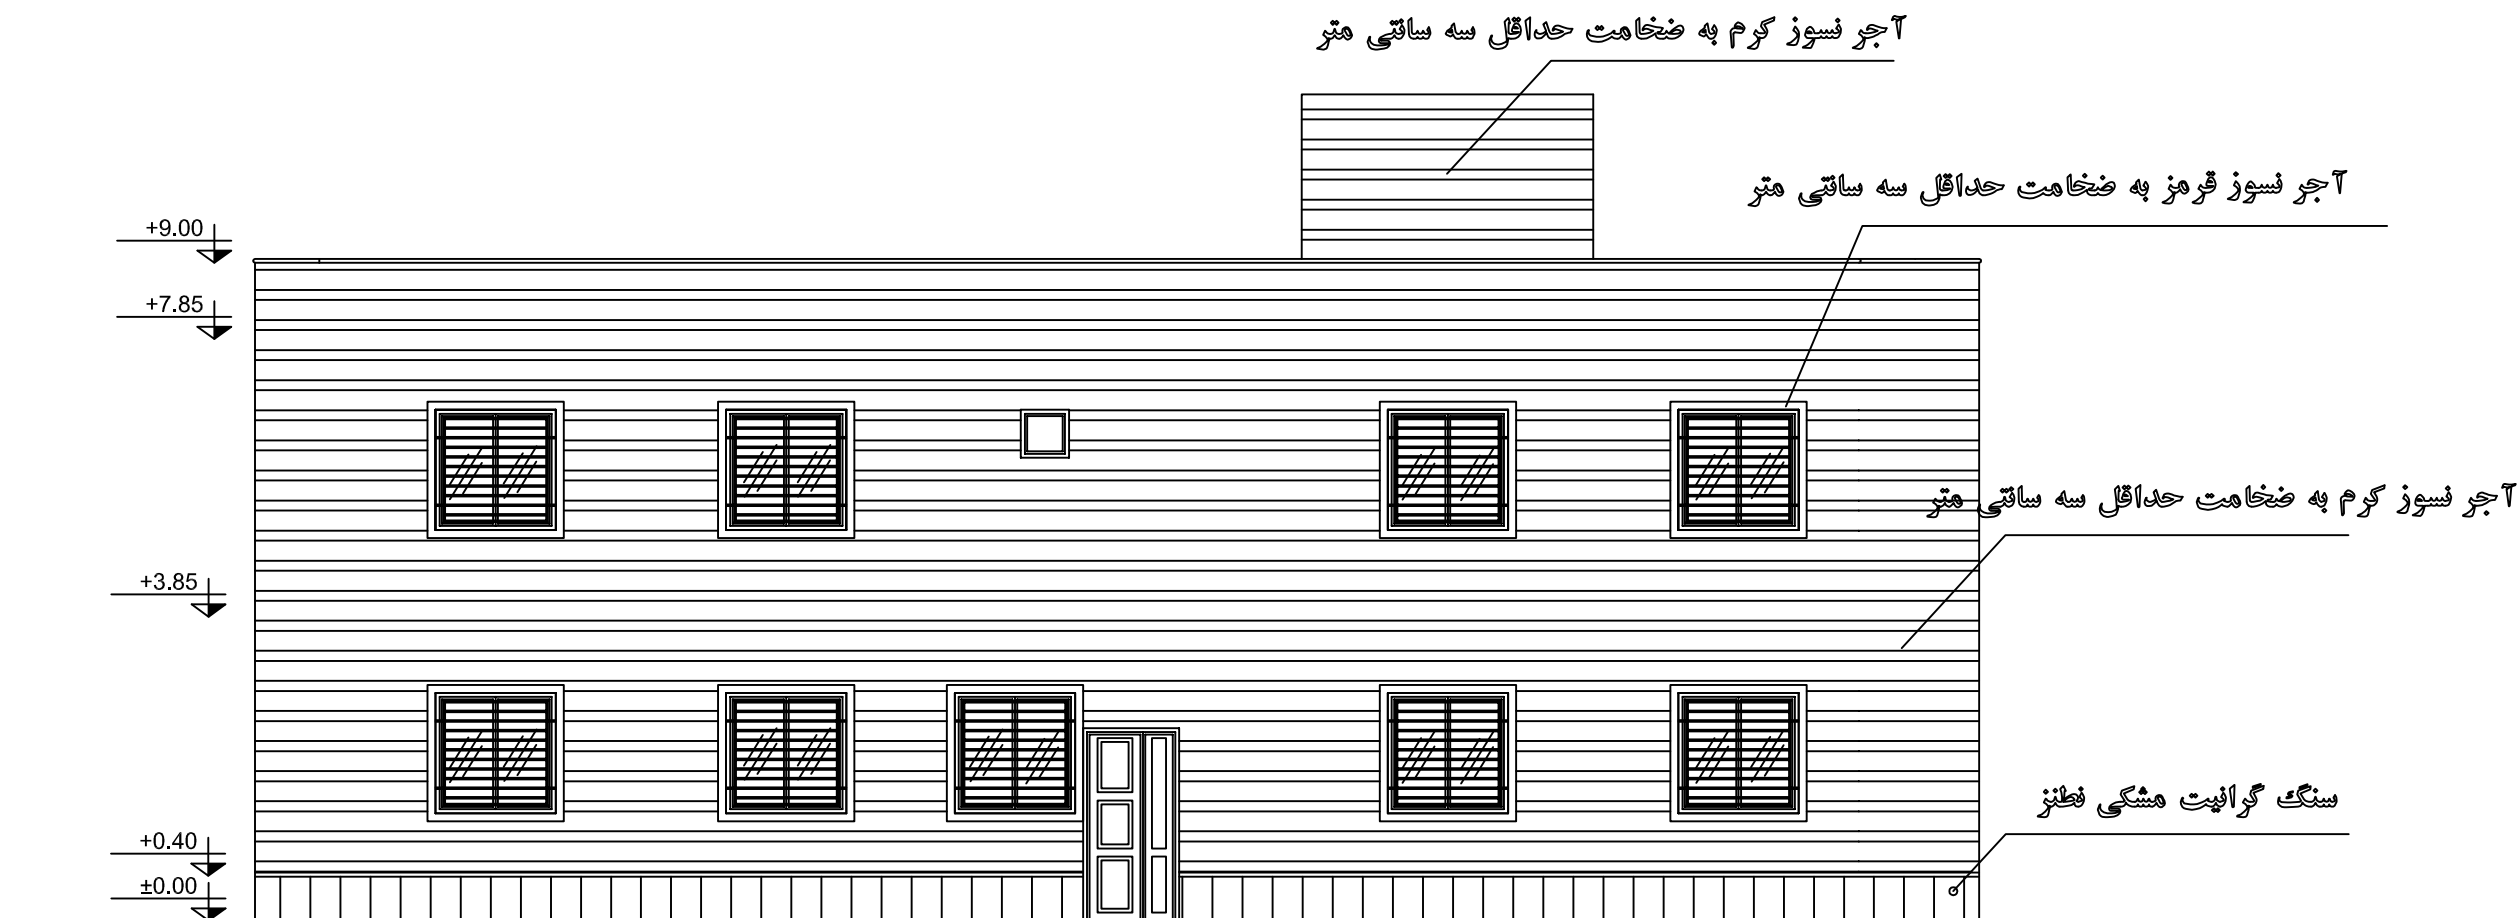 آجر نسوز کرم به ضخامت حداقل سه سانتی متر
آجر نسوز قرمز به ضخامت حداقل سه سانتی متر
+9.00
+7.85
آجر نسوز کرم به ضخامت حداقل سه سانتی متر
+3.85
سنگ گرانیت مشکی نطنز
+0.40
±0.00